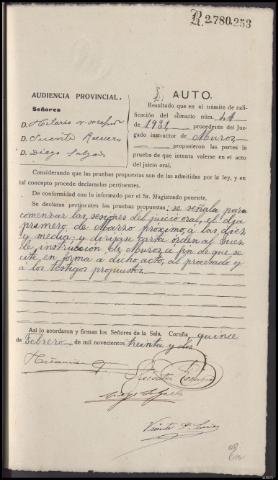 R.2.780.253
AUDIENCIA PROVINCIAL.
AUTO.
Señores
D. Hilario
D. Vicente
D. Diego Salgado
Resultado que en el trámite de calificación
del sumario núm. 44
de 1931 procedente del Juzgado
instructor de Muros
propusieron las partes la
prueba de que intenta valerse en el acto
del juicio oral.
Considerando que las pruebas propuestas son de las admitidas por la ley, y en
tal concepto procede declararlas pertinentes.
De conformidad con lo informado por el Sr. Magistrado ponente.
Se declaran pertinentes las pruebas propuestas; se señala para
comenzar las sesiones del juicio oral, el día
primero de Marzo próximo a las diez
y media; y diríjase carta orden al Juez
de instrucción de Muros a fin de que se
cite en forma a dicho acto, al procesado y
a los testigos propuestos.
Así lo acordaron y firman los Señores de la Sala. Coruña quince
de Febrero de mil novecientos treinta y dos
Diego Salgado
Vicente